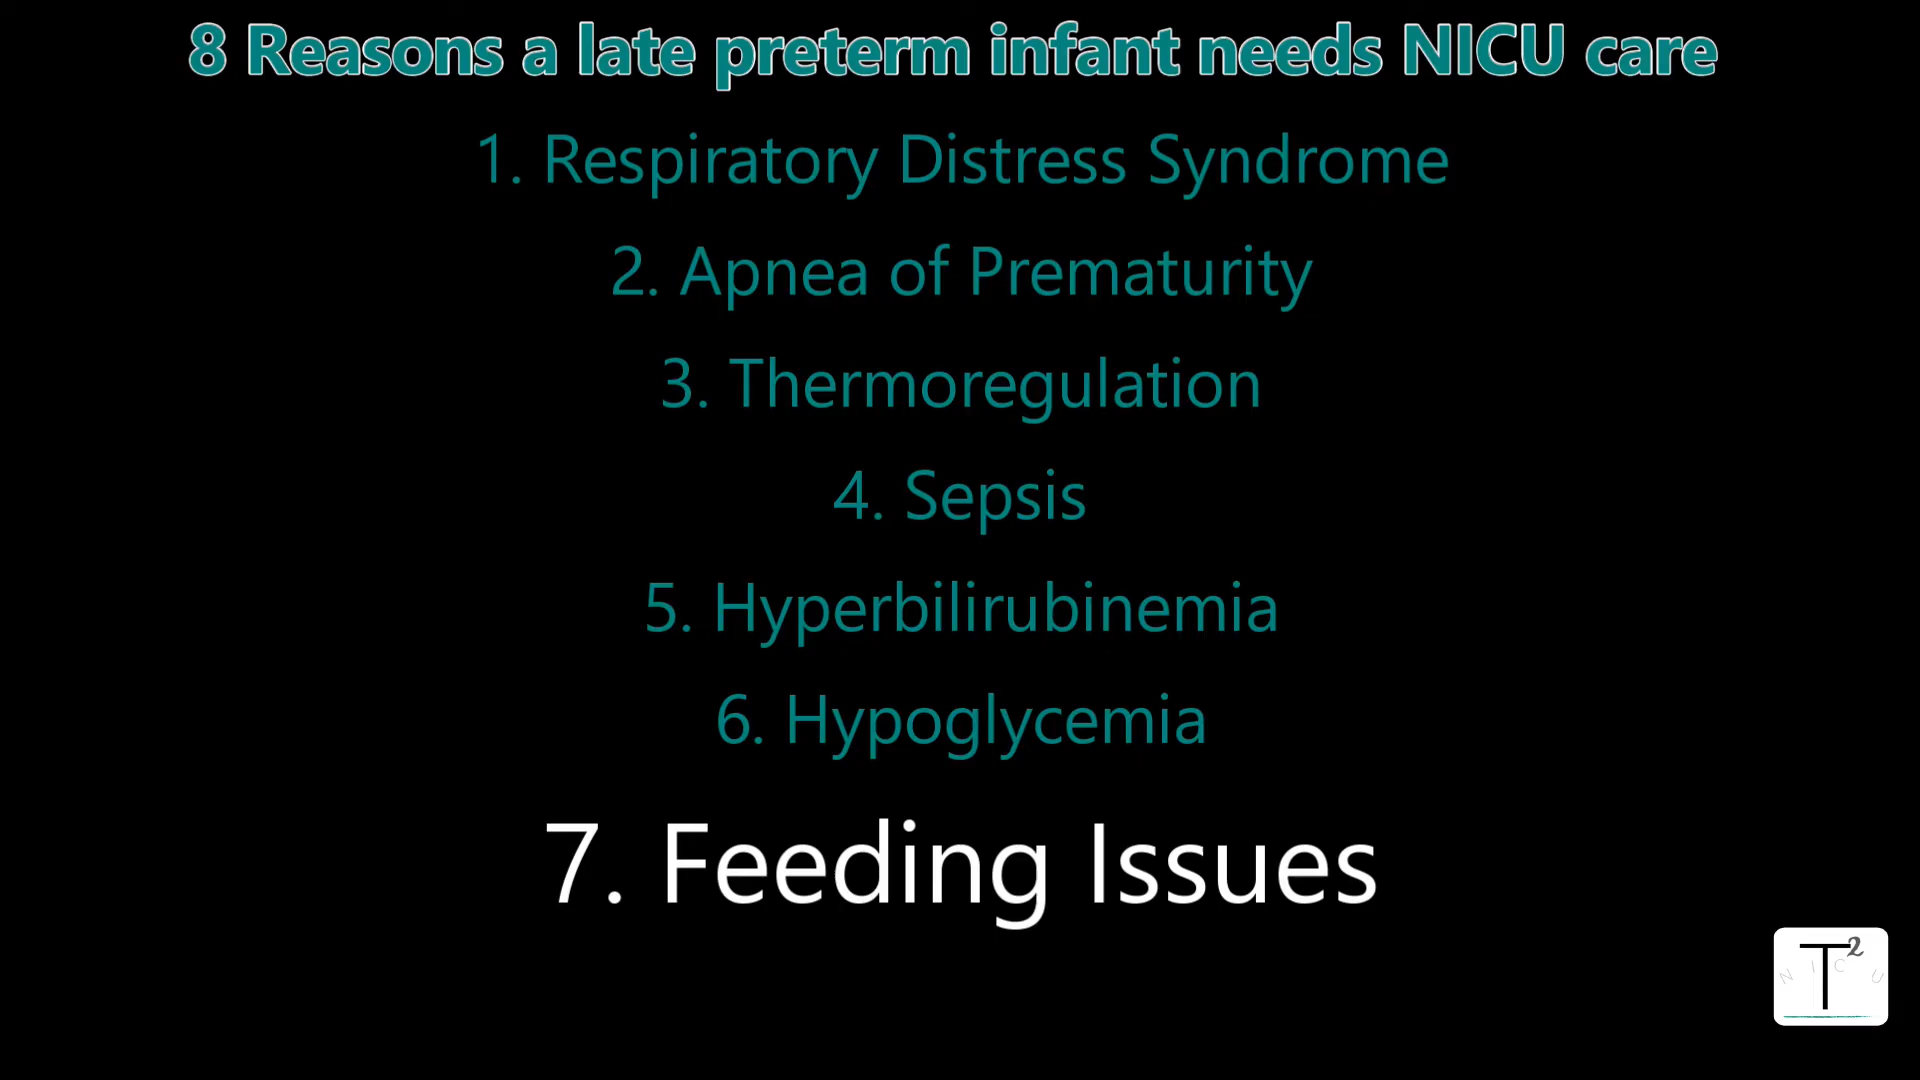 8 Reasons a late preterm infant needs NICU care
1. Respiratory Distress Syndrome
2. Apnea of Prematurity
3. Thermoregulation
4. Sepsis
5. Hyperbilirubinemia
6. Hypoglycemia
7. Feeding Issues
T²
NICU